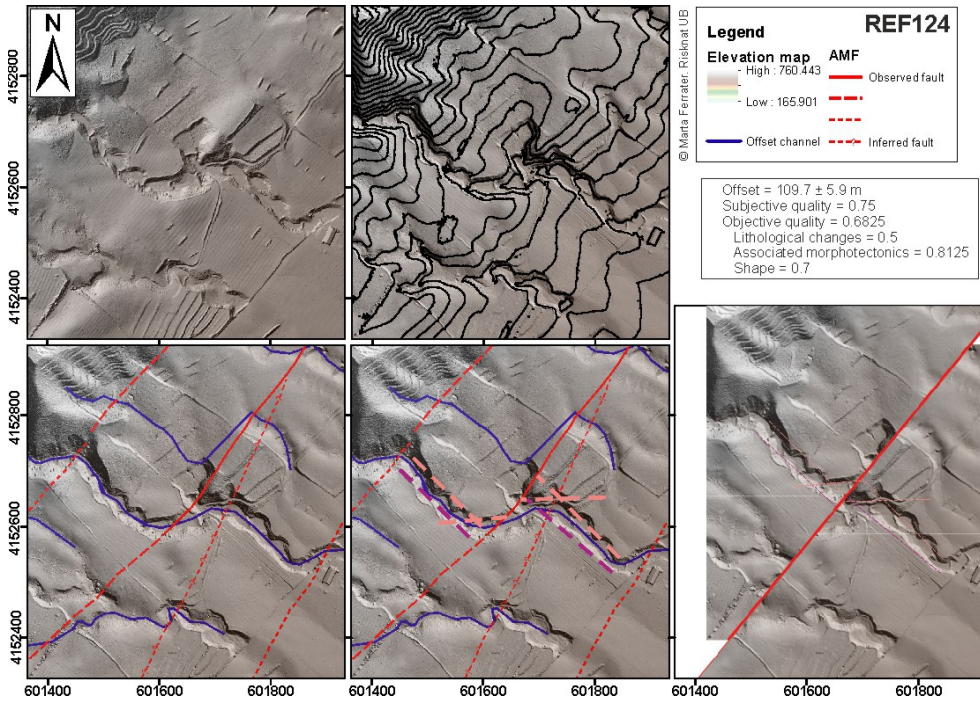 N
4152800
4152600
4152400
© Marta Ferrater. Risknat UB
Legend
REF124
Elevation map
AMF
High : 760.443
Observed fault
Low : 165.901
Offset channel
Inferred fault
Offset = 109.7 ± 5.9 m
Subjective quality = 0.75
Objective quality = 0.6825
Lithological changes = 0.5
Associated morphotectonics = 0.8125
Shape = 0.7
4152800
4152600
4152400
601400
601600
601800
601400
601600
601800
601400
601600
601800